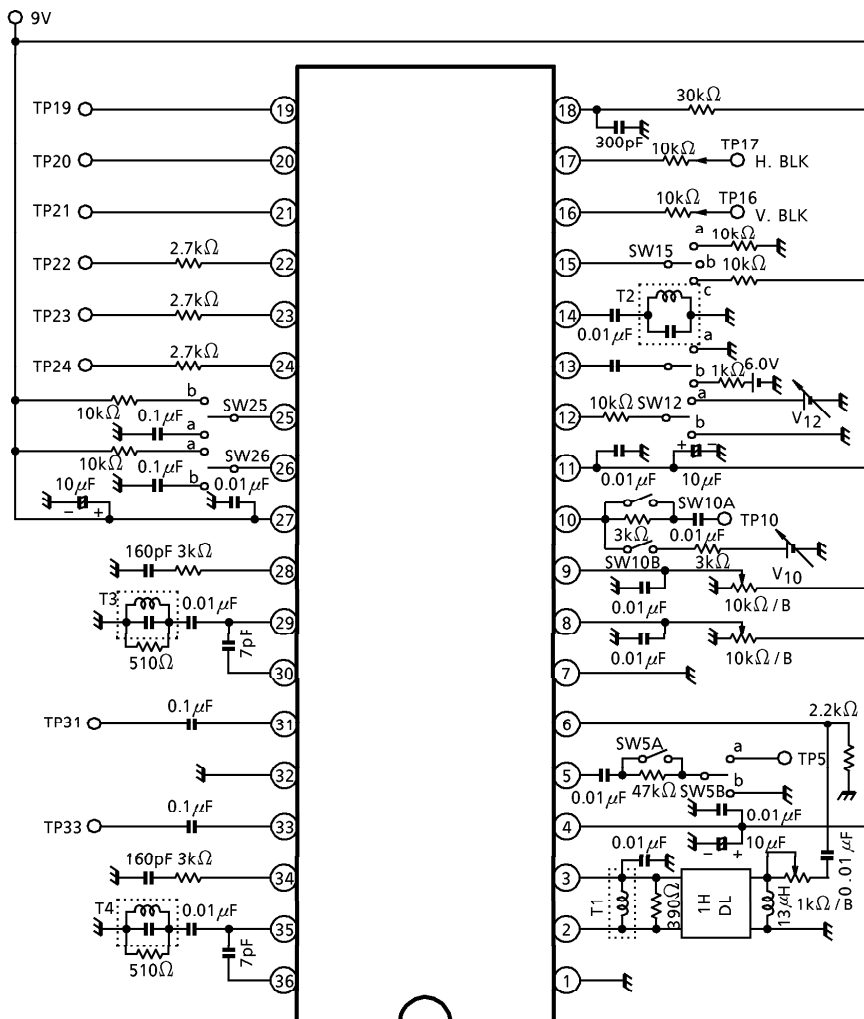 9V
TP19
19
18
30kΩ
300pF
TP20
20
17
10kΩ
TP17
H. BLK
TP21
21
16
10kΩ
TP16
V. BLK
TP22
2.7kΩ
22
15
SW15
a
10kΩ
b
10kΩ
c
TP23
2.7kΩ
23
14
0.01μF
T2
TP24
2.7kΩ
24
13
a
b
1kΩ
6.0V
10kΩ
b
0.1μF
a
SW25
25
12
10kΩ
SW12
a
b
V12
10kΩ
a
0.1μF
b
SW26
26
11
0.01μF
+
−
10μF
10μF
−
+
0.01μF
27
10
3kΩ
SW10A
0.01μF
TP10
SW10B
3kΩ
V10
160pF
3kΩ
28
9
0.01μF
10kΩ/B
T3
0.01μF
510Ω
29
8
0.01μF
10kΩ/B
7pF
30
7
TP31
0.1μF
31
6
2.2kΩ
32
5
0.01μF
SW5A
47kΩ
SW5B
a
b
TP5
TP33
0.1μF
33
4
0.01μF
−
+
10μF
160pF
3kΩ
34
3
0.01μF
T1
390Ω
1H
DL
13μH
1kΩ/B
0.01μF
T4
0.01μF
510Ω
35
2
7pF
36
1